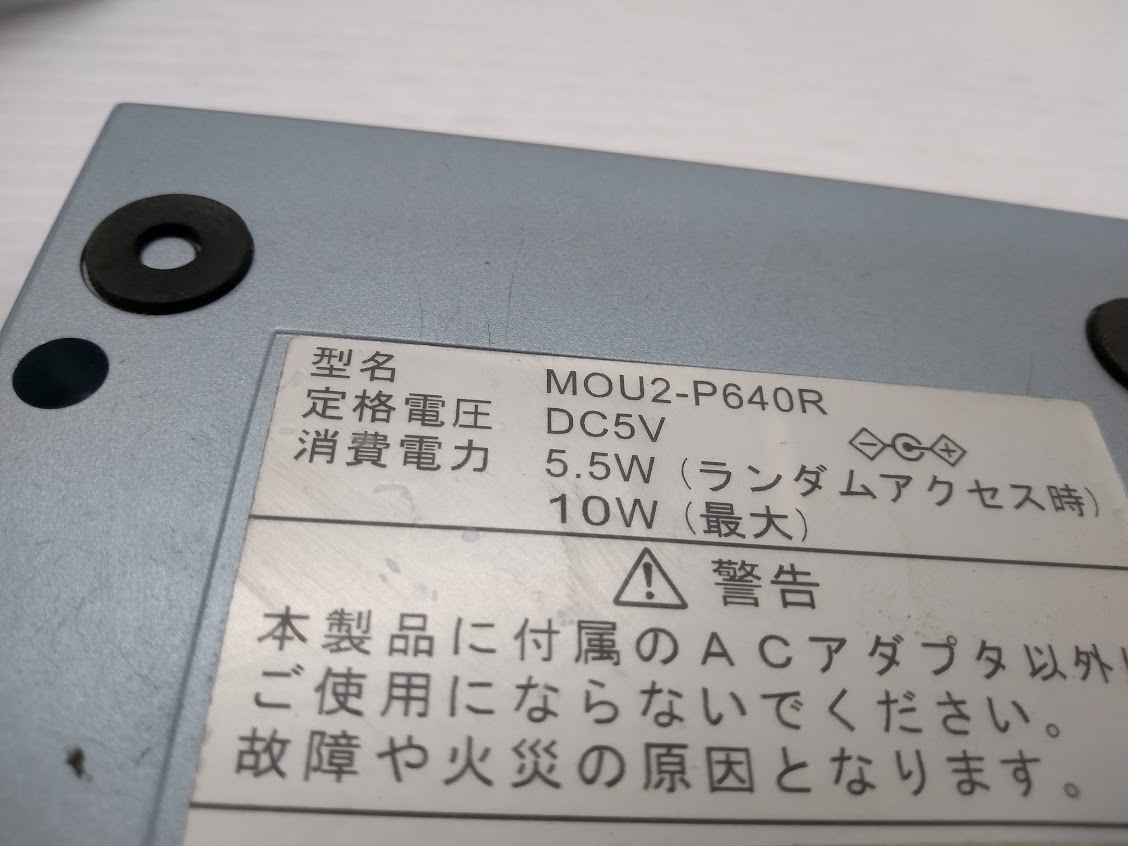 型名 MOU2-P640R
定格電圧 DC5V
消費電力 5.5W (ランダムアクセス時)
10W (最大)
警告
本製品に付属のACアダプタ以外
ご使用にならないでください。
故障や火災の原因となります。